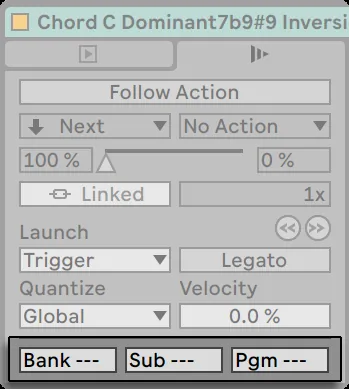 Chord C Dominant7b9#9 Inversi
Follow Action
Next No Action
100 % 0 %
Linked 1x
Launch
Trigger Legato
Quantize Velocity
Global 0.0 %
Bank --- Sub --- Pgm ---